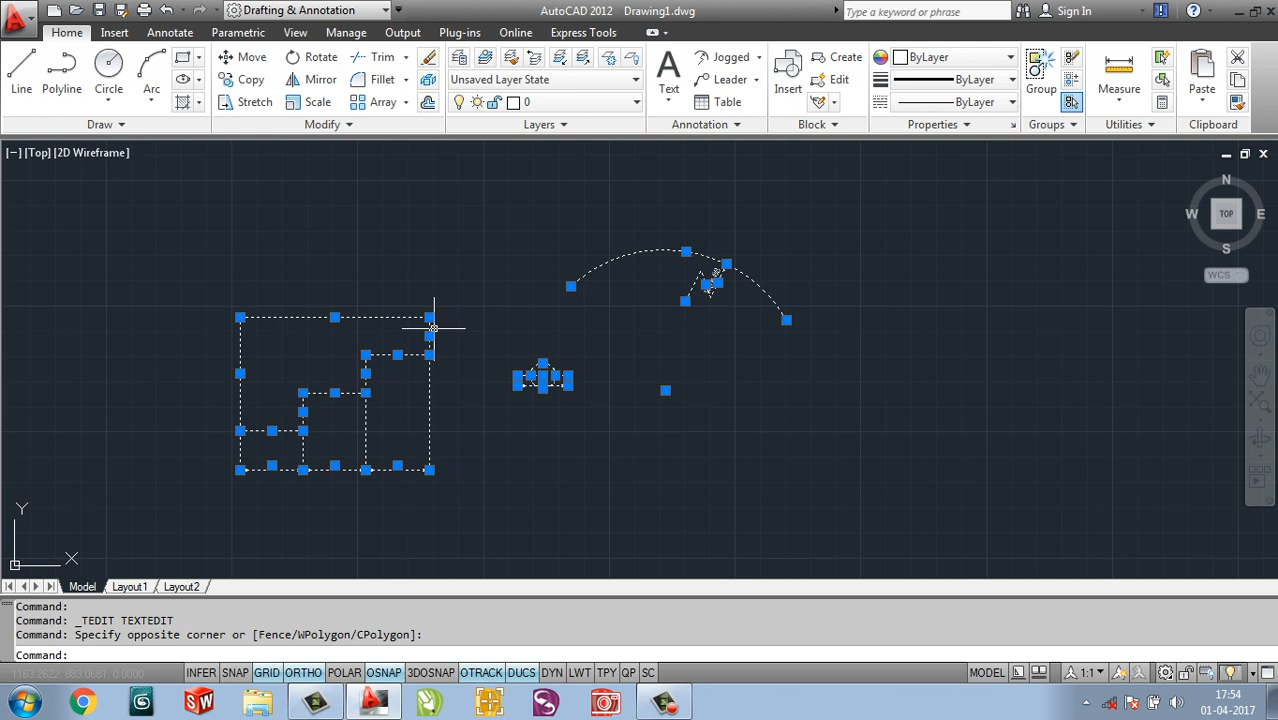 Drafting & Annotation
AutoCAD 2012 Drawing1.dwg
Type a keyword or phrase
Sign In
Home Insert Annotate Parametric View Manage Output Plug-ins Online Express Tools
Line Polyline Circle Arc
Move Rotate Trim
Copy Mirror Fillet
Stretch Scale Array
Unsaved Layer State
0
Text
Jogged
Leader
Table
Insert
Create
Edit
ByLayer
ByLayer
ByLayer
Group
Measure
Paste
Draw Modify Layers Annotation Block Properties Groups Utilities Clipboard
[−] [Top] [2D Wireframe]
N
W TOP E
S
WCS
Y
X
Model Layout1 Layout2
Command:
Command: _TEDIT TEXTEDIT
Command: Specify opposite corner or [Fence/WPolygon/CPolygon]:
Command:
INFER SNAP GRID ORTHO POLAR OSNAP 3DOSNAP OTRACK DUCS DYN LWT TPY QP SC
MODEL
1:1
17:54
01-04-2017